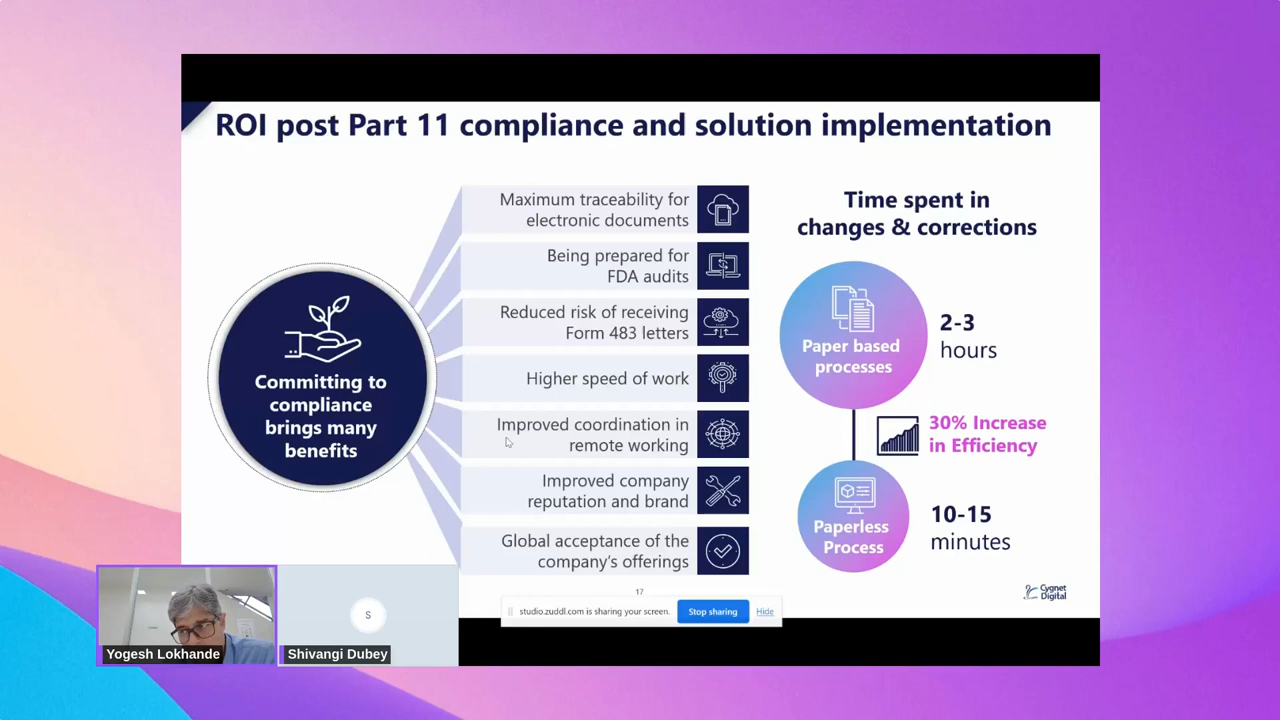 ROI post Part 11 compliance and solution implementation
Committing to
compliance
brings many
benefits
Maximum traceability for
electronic documents
Being prepared for
FDA audits
Reduced risk of receiving
Form 483 letters
Higher speed of work
Improved coordination in
remote working
Improved company
reputation and brand
Global acceptance of the
company's offerings
Time spent in
changes & corrections
Paper based
processes
2-3
hours
30% Increase
in Efficiency
Paperless
Process
10-15
minutes
17
Cygnet
Digital
studio.zuddl.com is sharing your screen.
Stop sharing
Hide
Yogesh Lokhande
S
Shivangi Dubey